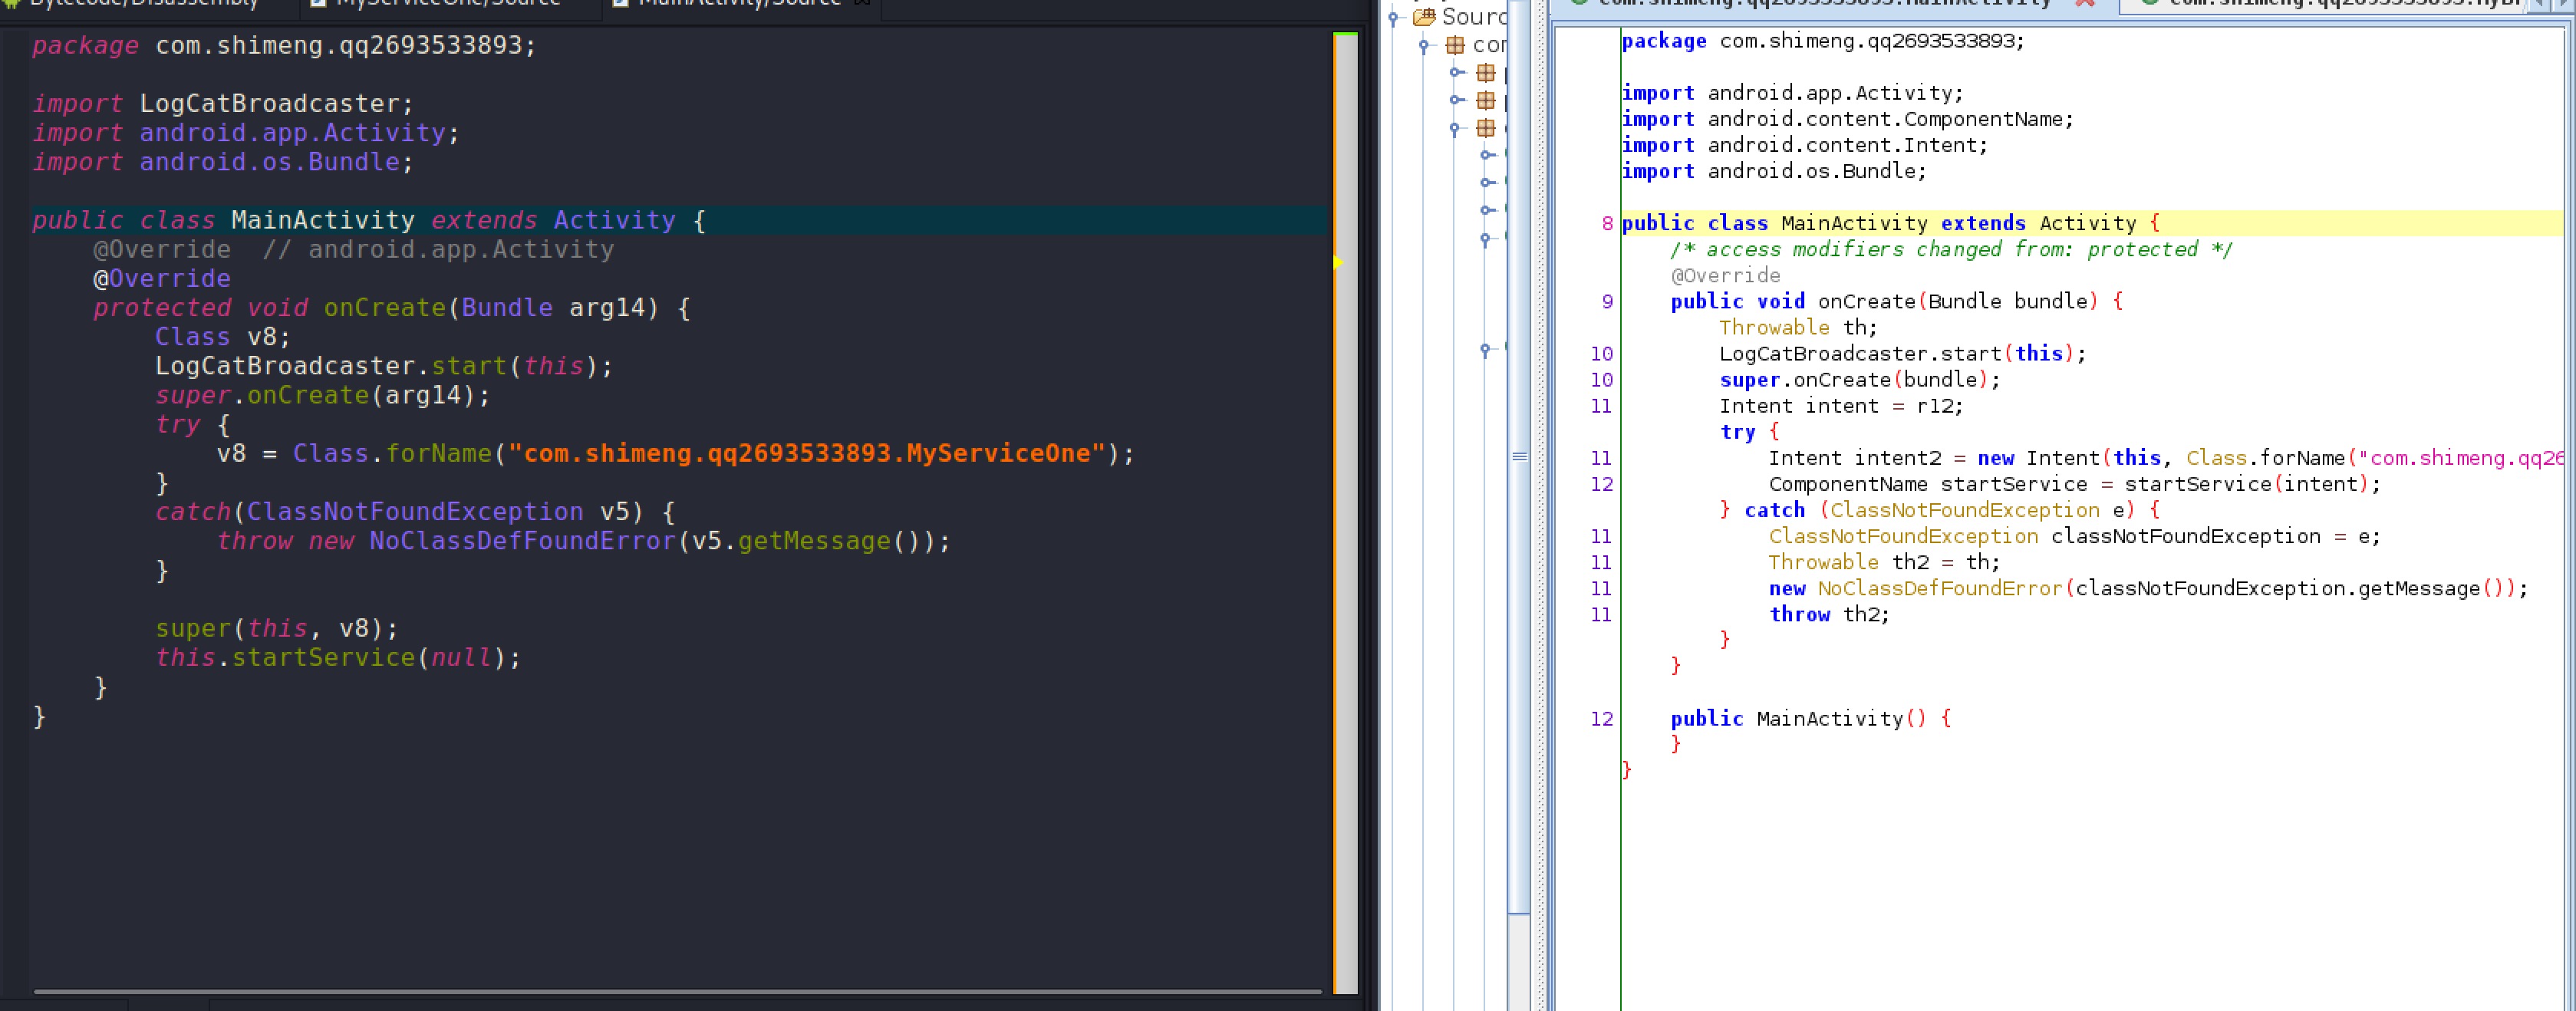 Bytecode/Disassembly
MyServiceOne/Source
MainActivity/Source
package com.shimeng.qq2693533893;
import LogCatBroadcaster;
import android.app.Activity;
import android.os.Bundle;
public class MainActivity extends Activity {
@Override // android.app.Activity
@Override
protected void onCreate(Bundle arg14) {
Class v8;
LogCatBroadcaster.start(this);
super.onCreate(arg14);
try {
v8 = Class.forName("com.shimeng.qq2693533893.MyServiceOne");
}
catch(ClassNotFoundException v5) {
throw new NoClassDefFoundError(v5.getMessage());
}
super(this, v8);
this.startService(null);
}
}
Sourc
com
com.shimeng.qq2693533893.MainActivity
com.shimeng.qq2693533893.MyBr
package com.shimeng.qq2693533893;
import android.app.Activity;
import android.content.ComponentName;
import android.content.Intent;
import android.os.Bundle;
8 public class MainActivity extends Activity {
/* access modifiers changed from: protected */
@Override
9 public void onCreate(Bundle bundle) {
Throwable th;
10 LogCatBroadcaster.start(this);
10 super.onCreate(bundle);
11 Intent intent = r12;
try {
11 Intent intent2 = new Intent(this, Class.forName("com.shimeng.qq26
12 ComponentName startService = startService(intent);
} catch (ClassNotFoundException e) {
11 ClassNotFoundException classNotFoundException = e;
11 Throwable th2 = th;
11 new NoClassDefFoundError(classNotFoundException.getMessage());
11 throw th2;
}
}
12 public MainActivity() {
}
}